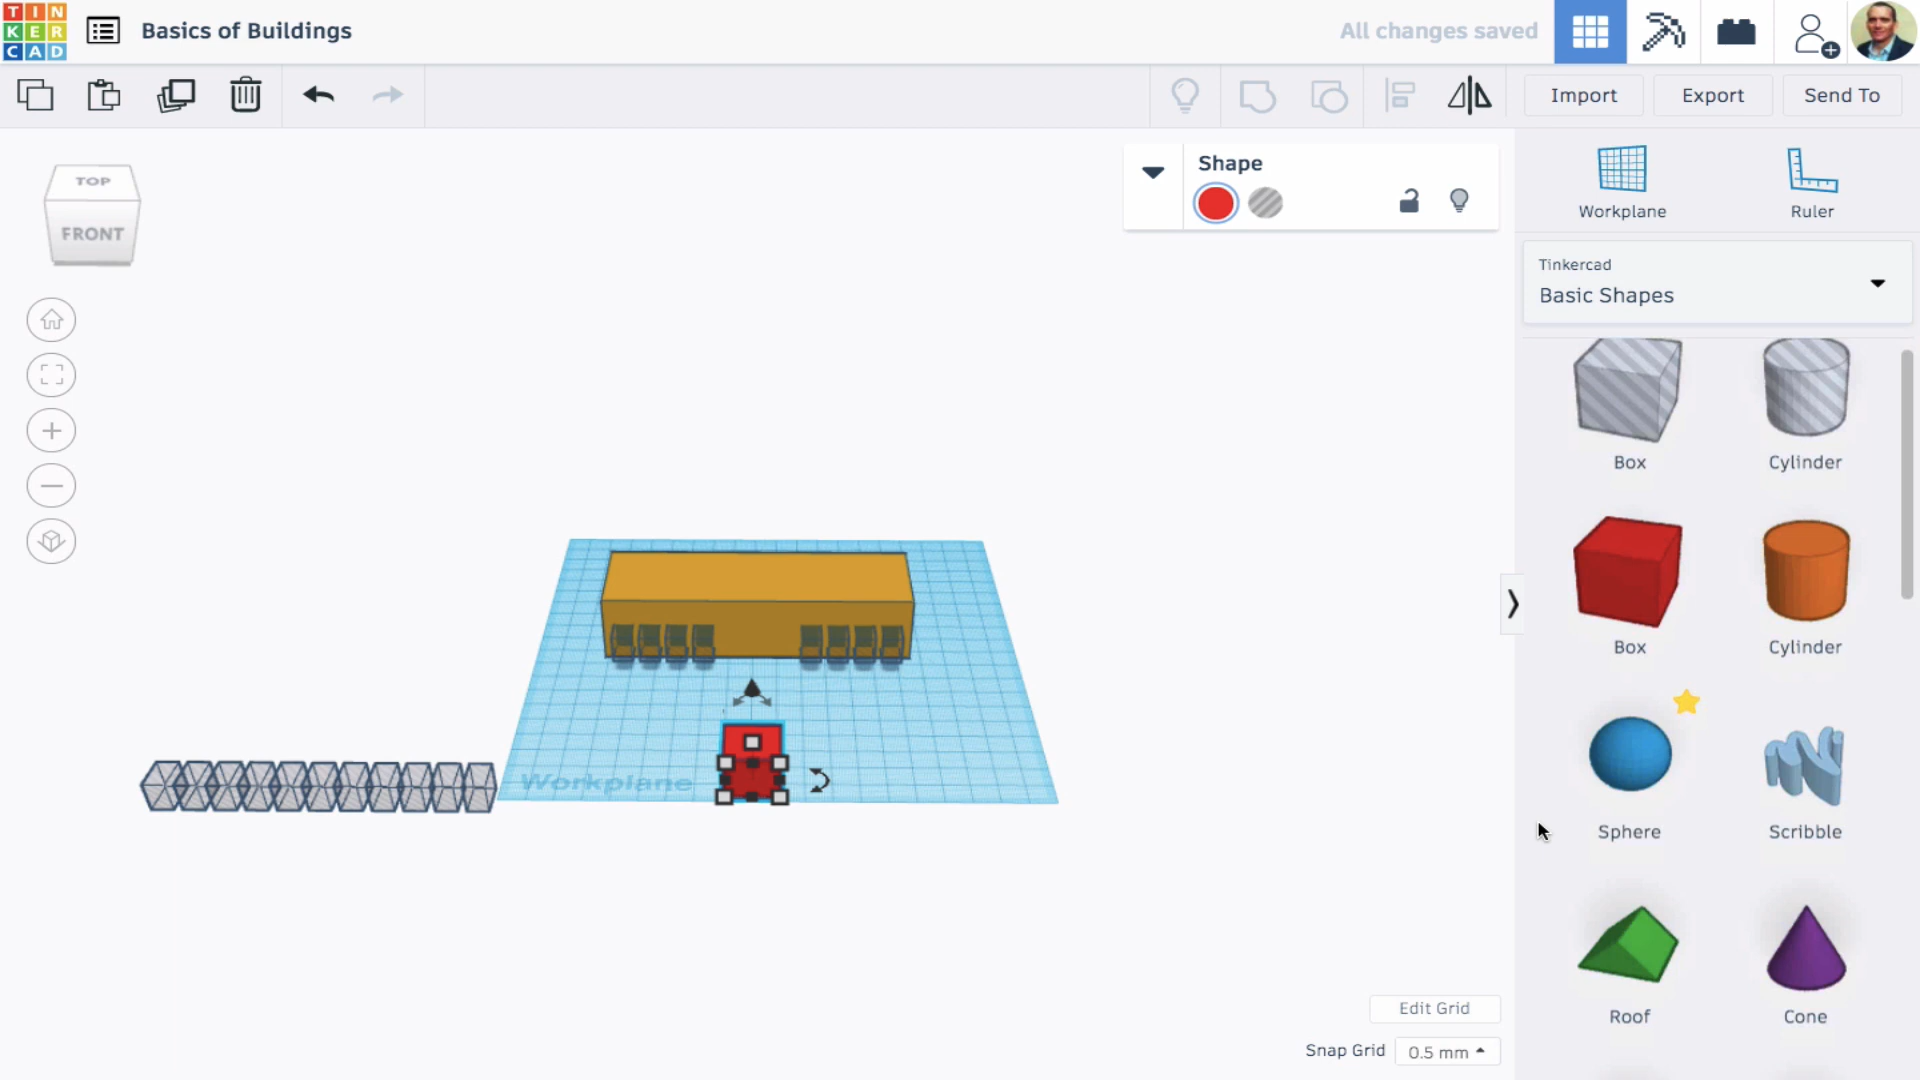 TIN
KER
CAD
Basics of Buildings
All changes saved
Import
Export
Send To
TOP
FRONT
Shape
Workplane
Ruler
Tinkercad
Basic Shapes
Box
Cylinder
Box
Cylinder
Sphere
Scribble
Workplane
Roof
Cone
Edit Grid
Snap Grid
0.5 mm